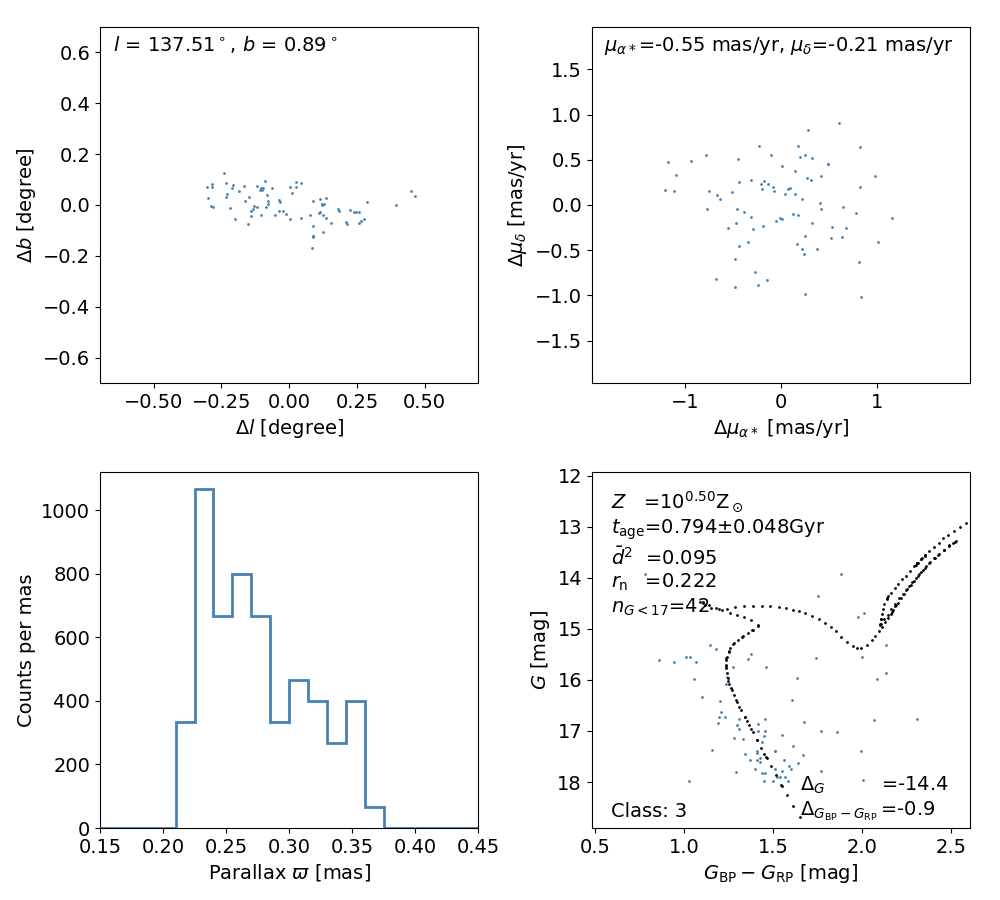 l = 137.51°, b = 0.89°
0.6
0.4
0.2
0.0
−0.2
−0.4
−0.6
Δb [degree]
−0.50 −0.25 0.00 0.25 0.50
Δl [degree]
μα∗=-0.55 mas/yr, μδ=-0.21 mas/yr
1.5
1.0
0.5
0.0
−0.5
−1.0
−1.5
Δμδ [mas/yr]
−1 0 1
Δμα∗ [mas/yr]
1000
800
600
400
200
0
Counts per mas
0.15 0.20 0.25 0.30 0.35 0.40 0.45
Parallax ϖ [mas]
12
13
14
15
16
17
18
G [mag]
Z =10^0.50 Z⊙
tage=0.794±0.048Gyr
d̄² =0.095
rn =0.222
nG<17=42
ΔG =-14.4
ΔGBP−GRP =-0.9
Class: 3
0.5 1.0 1.5 2.0 2.5
GBP − GRP [mag]